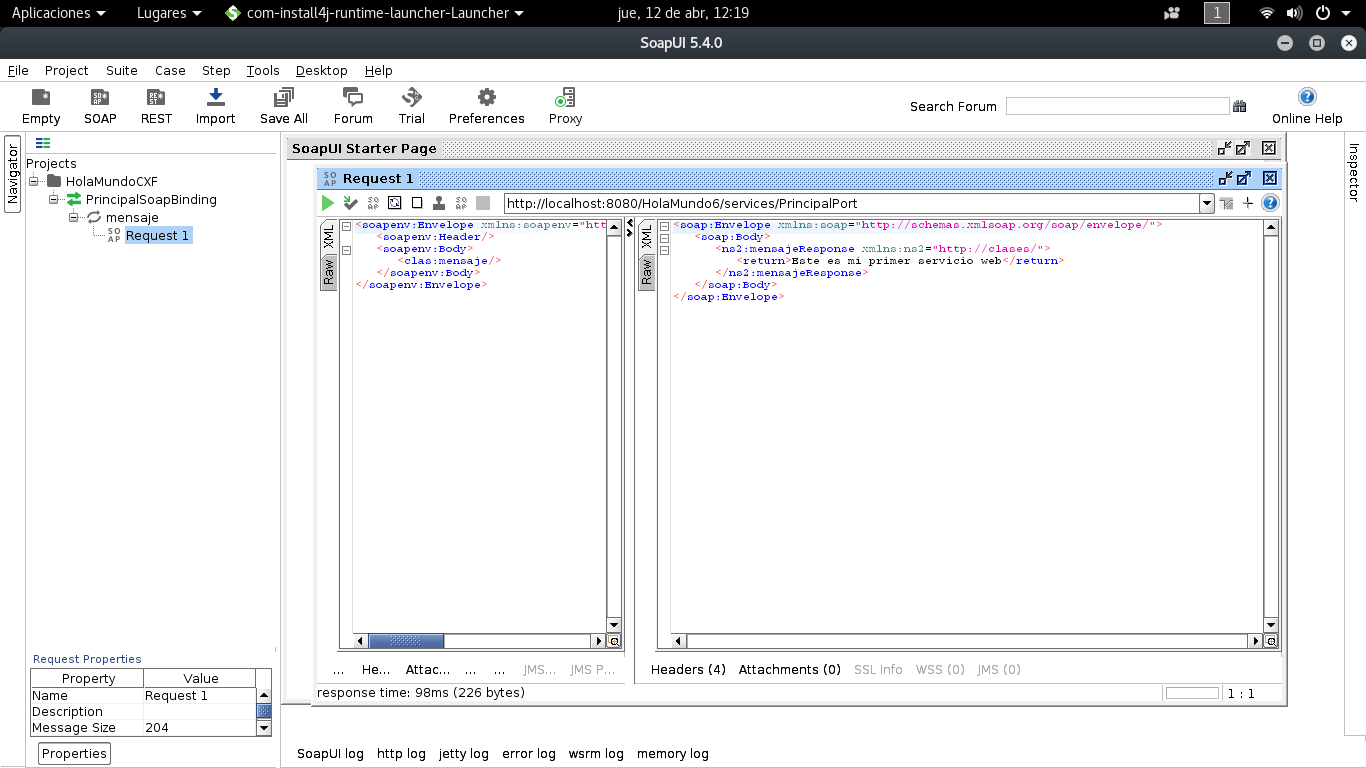 Aplicaciones Lugares com-install4j-runtime-launcher-Launcher jue, 12 de abr, 12:19 1
SoapUI 5.4.0
File Project Suite Case Step Tools Desktop Help
Empty SOAP REST Import Save All Forum Trial Preferences Proxy Search Forum Online Help
Navigator
Inspector
Projects
HolaMundoCXF
PrincipalSoapBinding
mensaje
Request 1
SoapUI Starter Page
Request 1
http://localhost:8080/HolaMundo6/services/PrincipalPort
XML
Raw
<soapenv:Envelope xmlns:soapenv="htt
<soapenv:Header/>
<soapenv:Body>
<clas:mensaje/>
</soapenv:Body>
</soapenv:Envelope>
XML
Raw
<soap:Envelope xmlns:soap="http://schemas.xmlsoap.org/soap/envelope/">
<soap:Body>
<ns2:mensajeResponse xmlns:ns2="http://clases/">
<return>Este es mi primer servicio web</return>
</ns2:mensajeResponse>
</soap:Body>
</soap:Envelope>
... He... Attac... ... ... JMS... JMS P...
Headers (4) Attachments (0) SSL Info WSS (0) JMS (0)
response time: 98ms (226 bytes)
1 : 1
Request Properties
Property Value
Name Request 1
Description
Message Size 204
Properties
SoapUI log http log jetty log error log wsrm log memory log